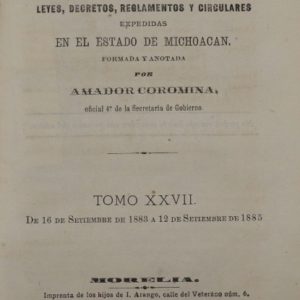 LEYES, DECRETOS, REGLAMENTOS Y CIRCULARES
EXPEDIDAS
EN EL ESTADO DE MICHOACAN.
FORMADA Y ANOTADA
POR
AMADOR COROMINA,
oficial 4º de la Secretaría de Gobierno.
TOMO XXVII.
DE 16 DE SETIEMBRE DE 1883 A 12 DE SETIEMBRE DE 1885
MORELIA.
Imprenta de los hijos de I. Arango, calle del Veterano núm. 6.